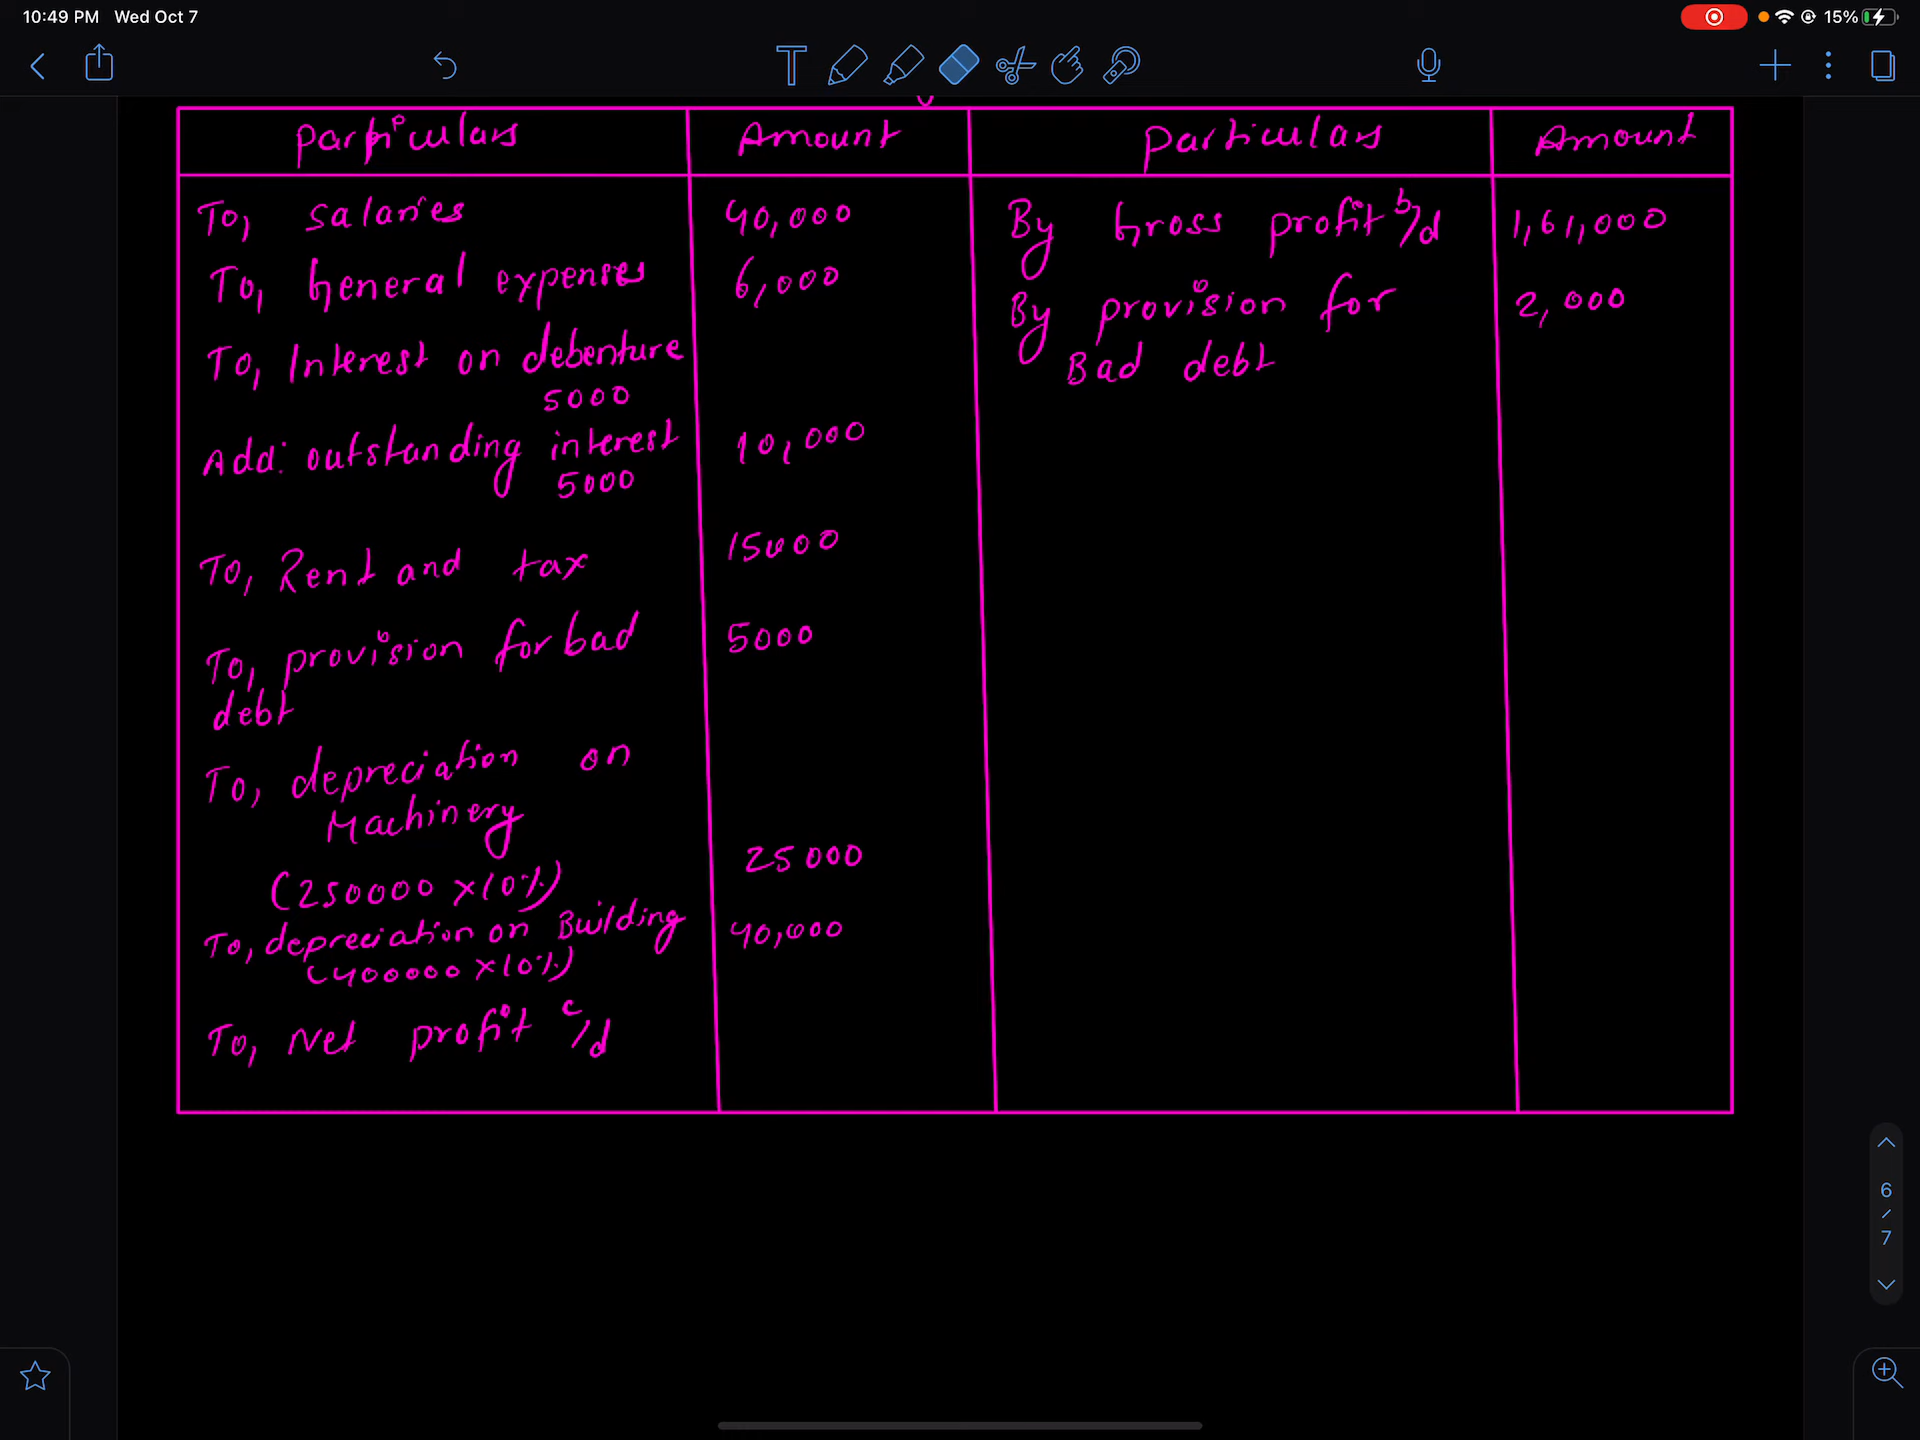 10:49 PM Wed Oct 7
15%
Particulars Amount Particulars Amount
To, Salaries 40,000 By Gross profit b/d 1,61,000
To, General expenses 6,000 By provision for 2,000
Bad debt
To, Interest on debenture
5000
Add: outstanding interest 10,000
5000
To, Rent and tax 15000
To, provision for bad 5000
debt
To, depreciation on
Machinery
(250000 x 10%) 25000
To, depreciation on Building 40,000
(400000 x 10%)
To, Net profit c/d
6
/
7